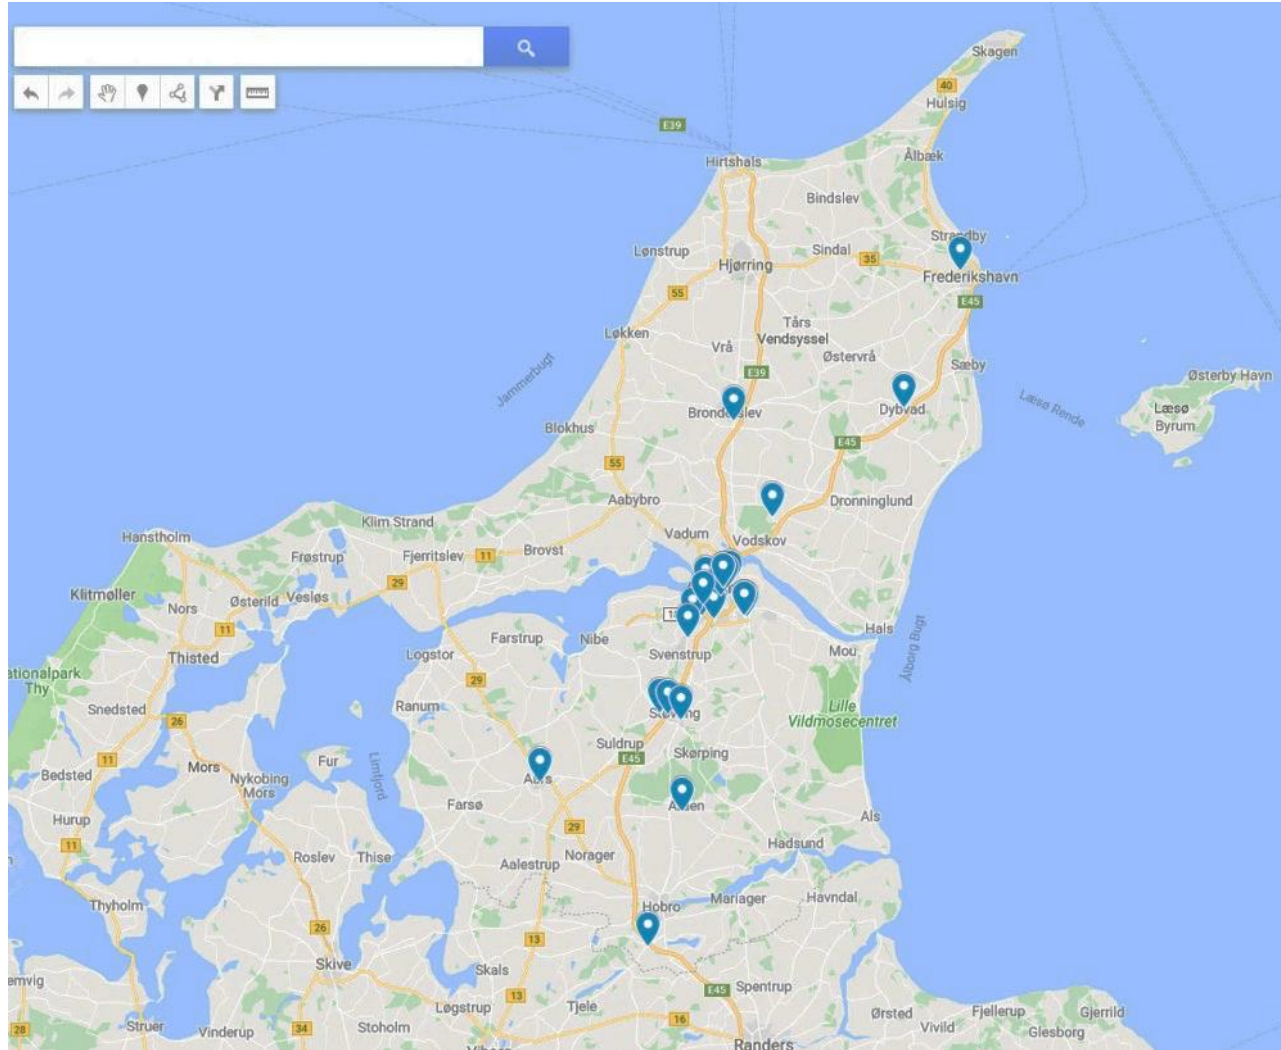 Skagen
40
Hulsig
E39
Hirtshals
Ålbæk
Bindslev
Strandby
Lønstrup
Sindal
35
Hjørring
Frederikshavn
55
E45
Løkken
Tårs
Vendsyssel
Vrå
Østervrå
Sæby
E39
Østerby Havn
Jammerbugt
Læsø Rende
Læsø
Byrum
Dybvad
Blokhus
E45
55
Aabybro
Dronninglund
Klim Strand
Vadum
Vodskov
Hanstholm
Frøstrup
Fjerritslev
11
Brovst
29
Klitmøller
Nors
Østerild
Vesløs
11
Hals
Farstrup
Nibe
Ålborg Bugt
Thisted
Logstor
Svenstrup
Mou
ationalpark
Thy
29
Snedsted
26
Ranum
Lille
Vildmosecentret
Suldrup
Skørping
E45
11
Fur
Limfjord
Bedsted
Mors
Nykobing
Mors
Farsø
Als
Hurup
29
11
Hadsund
Roslev
Thise
Aalestrup
Norager
Thyholm
Hobro
Mariager
Havndal
26
13
Skive
Skals
emvig
E45
Spentrup
13
Løgstrup
Tjele
Ørsted
Fjellerup
Gjerrild
28
Struer
Vinderup
34
Stoholm
16
Vivild
Glesborg
Randers